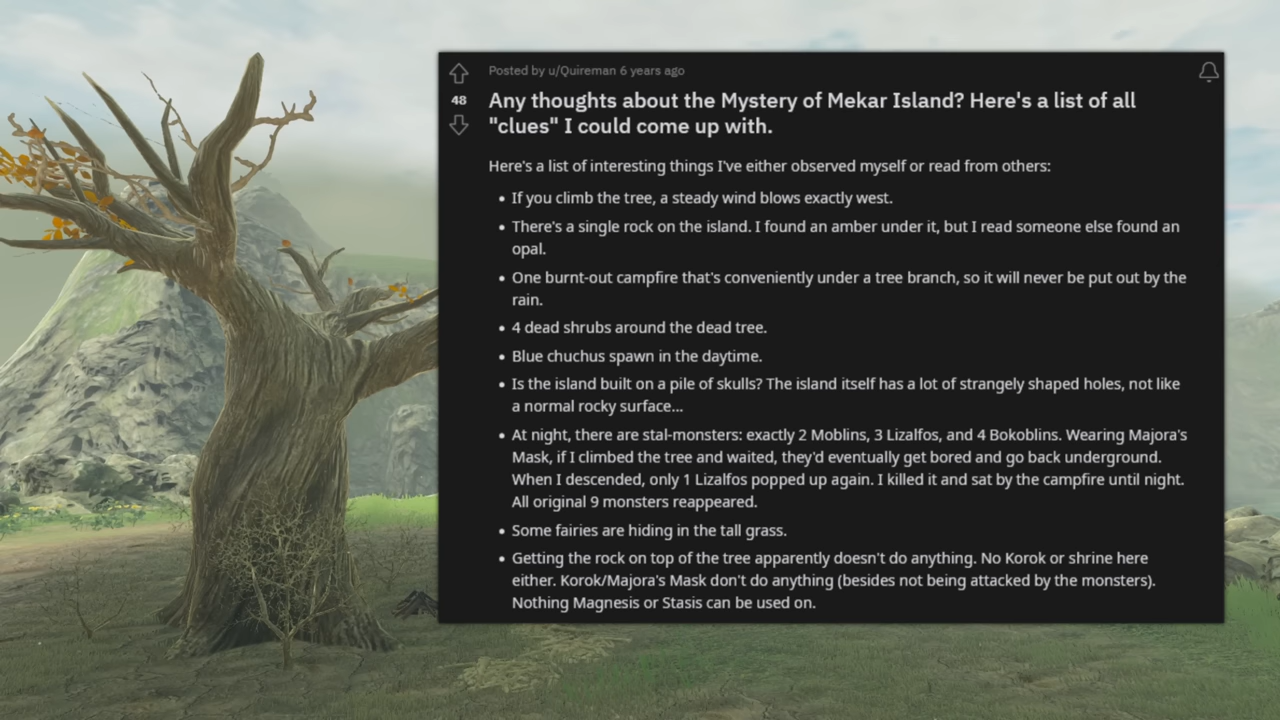 Posted by u/Quireman 6 years ago
48
Any thoughts about the Mystery of Mekar Island? Here's a list of all
"clues" I could come up with.
Here's a list of interesting things I've either observed myself or read from others:
• If you climb the tree, a steady wind blows exactly west.
• There's a single rock on the island. I found an amber under it, but I read someone else found an
opal.
• One burnt-out campfire that's conveniently under a tree branch, so it will never be put out by the
rain.
• 4 dead shrubs around the dead tree.
• Blue chuchus spawn in the daytime.
• Is the island built on a pile of skulls? The island itself has a lot of strangely shaped holes, not like
a normal rocky surface...
• At night, there are stal-monsters: exactly 2 Moblins, 3 Lizalfos, and 4 Bokoblins. Wearing Majora's
Mask, if I climbed the tree and waited, they'd eventually get bored and go back underground.
When I descended, only 1 Lizalfos popped up again. I killed it and sat by the campfire until night.
All original 9 monsters reappeared.
• Some fairies are hiding in the tall grass.
• Getting the rock on top of the tree apparently doesn't do anything. No Korok or shrine here
either. Korok/Majora's Mask don't do anything (besides not being attacked by the monsters).
Nothing Magnesis or Stasis can be used on.